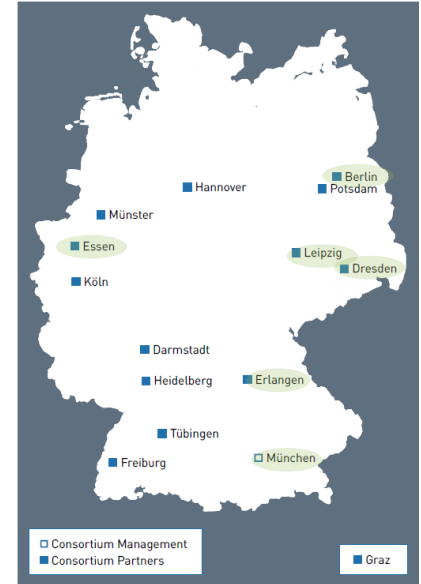 Berlin
Potsdam
Hannover
Münster
Essen
Leipzig
Dresden
Köln
Darmstadt
Heidelberg
Erlangen
Tübingen
Freiburg
München
Consortium Management
Consortium Partners
Graz